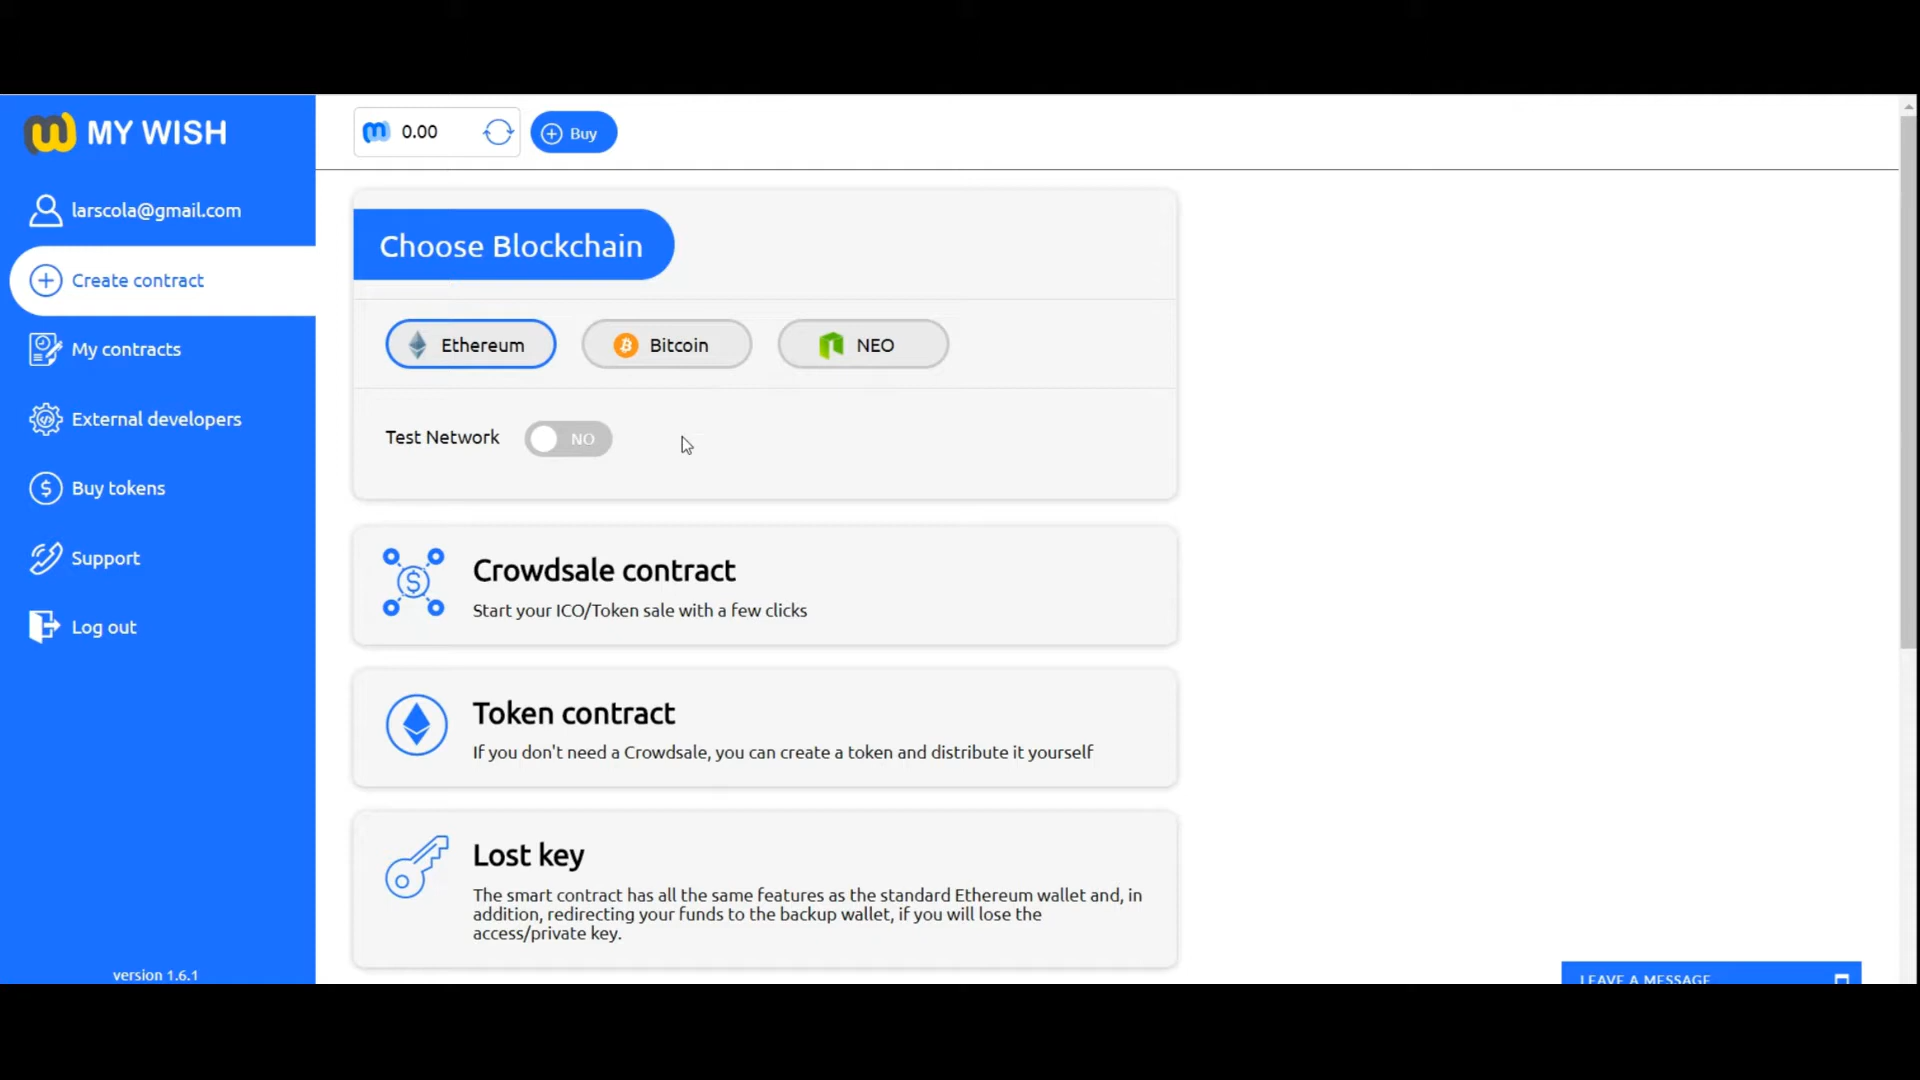 MY WISH
larscola@gmail.com
Create contract
My contracts
External developers
Buy tokens
Support
Log out
version 1.6.1
0.00
Buy
Choose Blockchain
Ethereum
Bitcoin
NEO
Test Network
NO
Crowdsale contract
Start your ICO/Token sale with a few clicks
Token contract
If you don't need a Crowdsale, you can create a token and distribute it yourself
Lost key
The smart contract has all the same features as the standard Ethereum wallet and, in
addition, redirecting your funds to the backup wallet, if you will lose the
access/private key.
LEAVE A MESSAGE